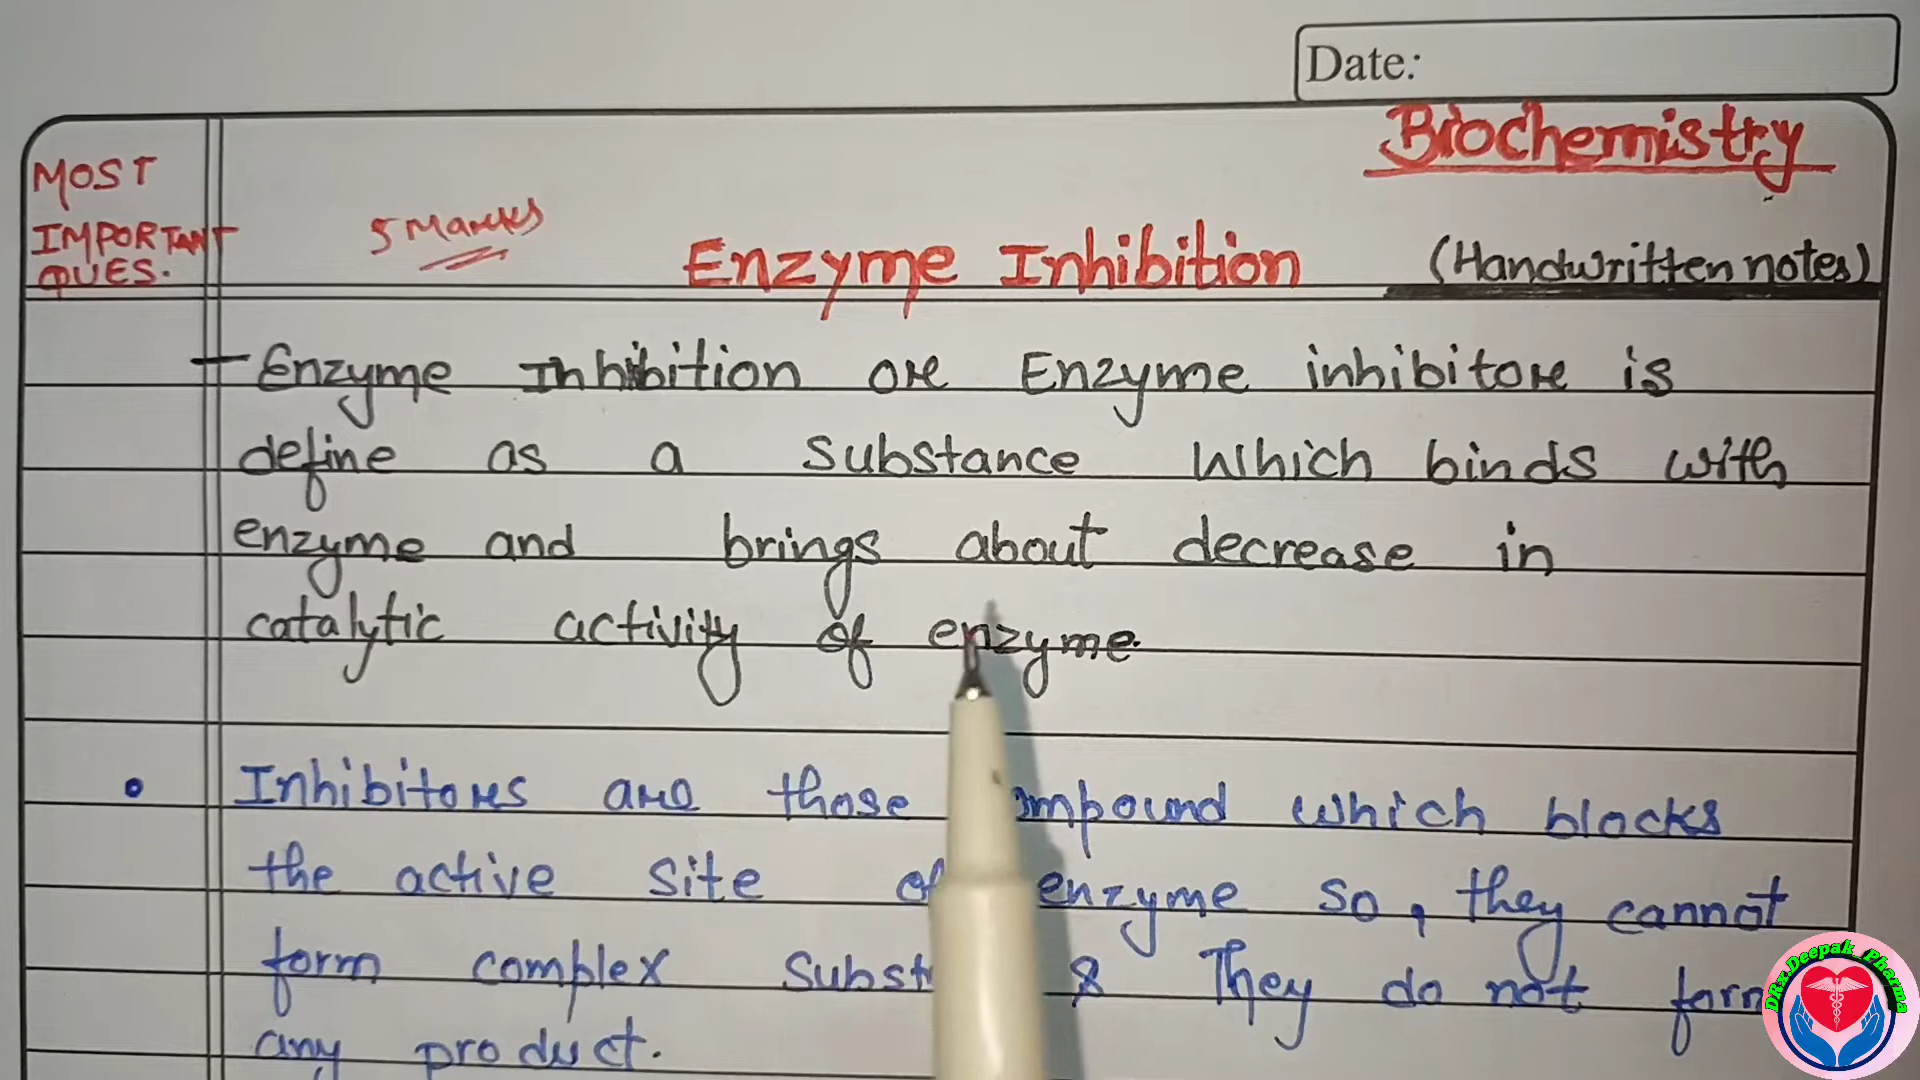 Date:
Biochemistry
MOST
IMPORTANT
QUES.
5 Marks
Enzyme Inhibition
(Handwritten notes)
- Enzyme Inhibition or Enzyme inhibitor is
define as a substance which binds with
enzyme and brings about decrease in
catalytic activity of enzyme.
• Inhibitors are those which blocks
the active site enzyme so, they cannot
form complex & They do not form
any product.
DRx.Deepak_Pharma